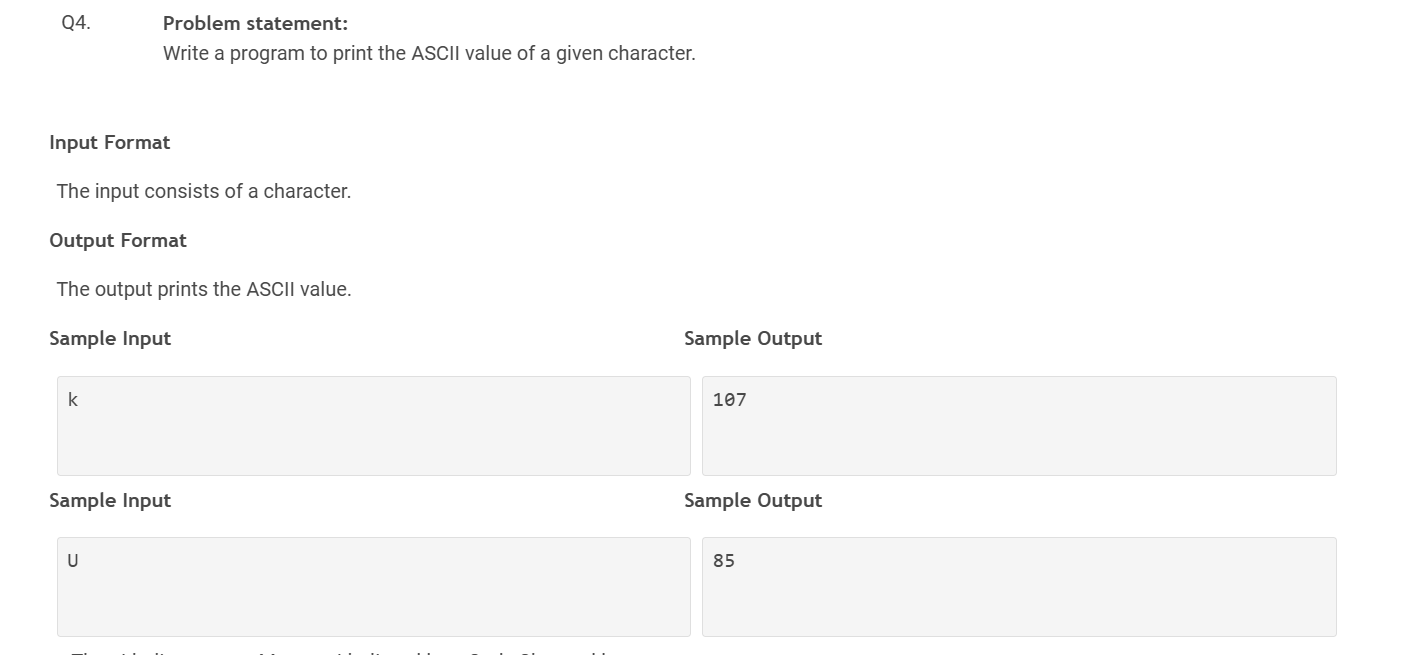 Q4. Problem statement:
Write a program to print the ASCII value of a given character.
Input Format
The input consists of a character.
Output Format
The output prints the ASCII value.
Sample Input Sample Output
k 107
Sample Input Sample Output
U 85